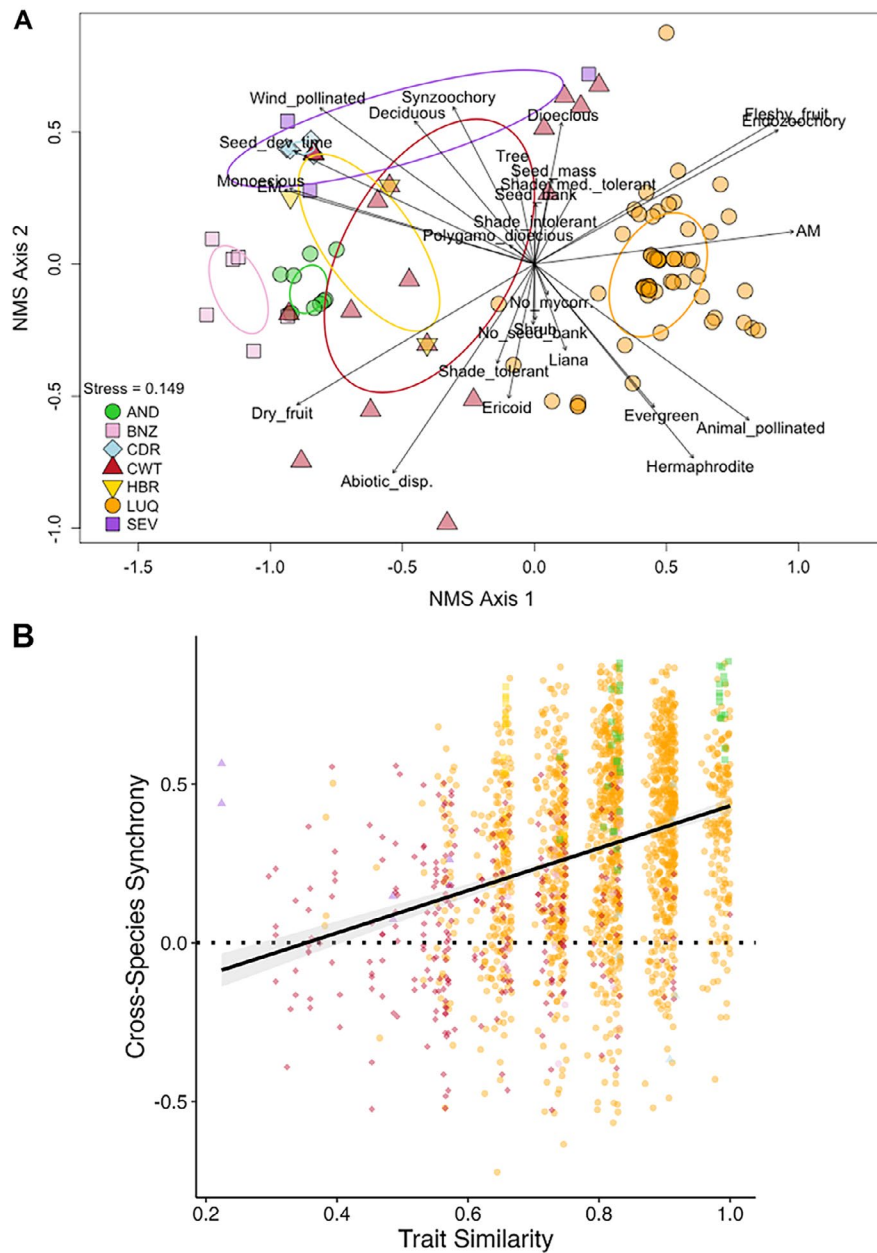 A
Wind_pollinated
Synzoochory
Deciduous
Dioecious
Fleshy_fruit
Endozoochory
Seed_dev_time
Tree
Seed_mass
Monoecious
EM
Shade_med._tolerant
Seed_bank
Shade_intolerant
Polygamo_dioecious
AM
No_mycorr.
No_seed_bank
Shrub
Liana
Shade_tolerant
Dry_fruit
Ericoid
Evergreen
Animal_pollinated
Hermaphrodite
Abiotic_disp.
Stress = 0.149
AND
BNZ
CDR
CWT
HBR
LUQ
SEV
0.5
0.0
-0.5
-1.0
NMS Axis 2
-1.5
-1.0
-0.5
0.0
0.5
1.0
NMS Axis 1
B
Cross-Species Synchrony
0.5
0.0
-0.5
0.2
0.4
0.6
0.8
1.0
Trait Similarity